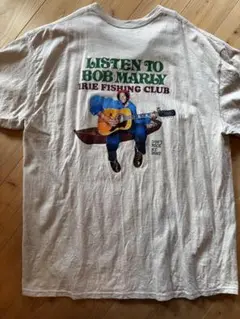 LISTEN TO
BOB MARLY
IRIE FISHING CLUB